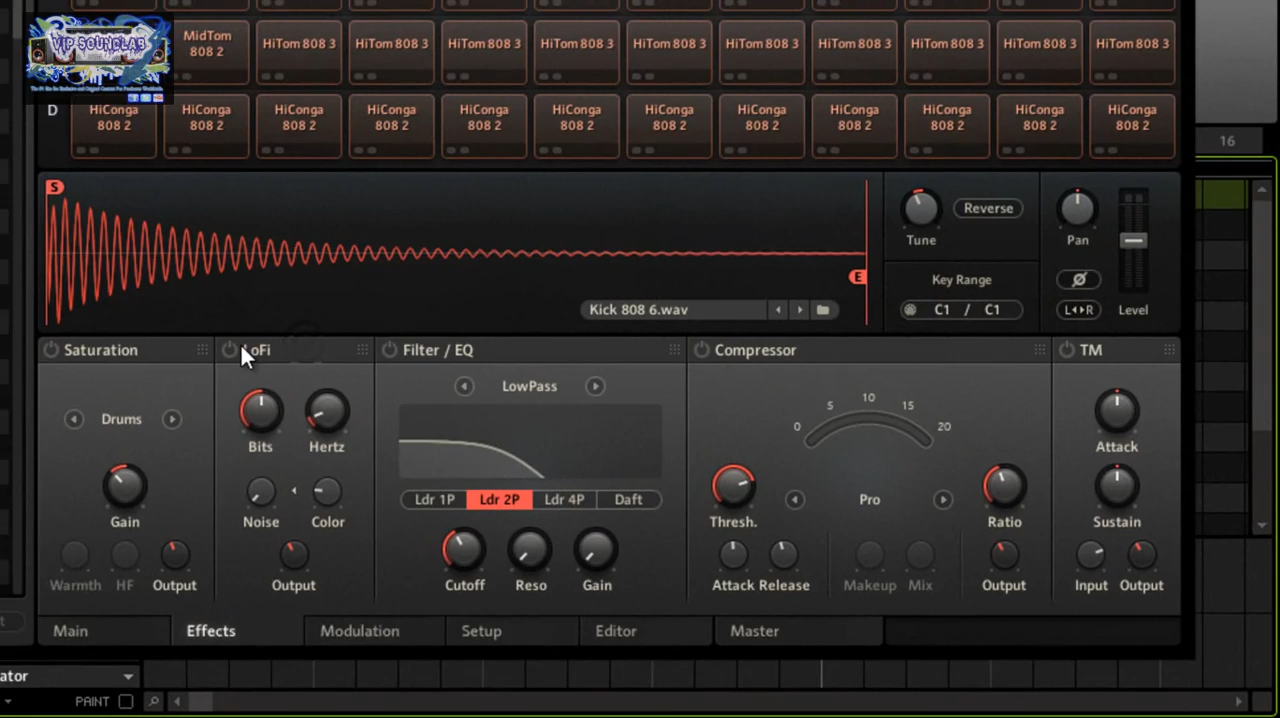 VIP SOUNDLAB
MidTom
808 2
HiTom 808 3
HiTom 808 3
HiTom 808 3
HiTom 808 3
HiTom 808 3
HiTom 808 3
HiTom 808 3
HiTom 808 3
HiTom 808 3
HiTom 808 3
D
HiConga
808 2
HiConga
808 2
HiConga
808 2
HiConga
808 2
HiConga
808 2
HiConga
808 2
HiConga
808 2
HiConga
808 2
HiConga
808 2
HiConga
808 2
HiConga
808 2
HiConga
808 2
16
S
E
Kick 808 6.wav
Tune
Reverse
Key Range
C1 / C1
Pan
L R
Level
Saturation
Drums
Gain
Warmth HF Output
LoFi
Bits Hertz
Noise Color
Output
Filter / EQ
LowPass
Ldr 1P Ldr 2P Ldr 4P Daft
Cutoff Reso Gain
Compressor
0 5 10 15 20
Thresh.
Pro
Ratio
Attack Release Makeup Mix Output
TM
Attack
Sustain
Input Output
Main Effects Modulation Setup Editor Master
t
ator
PAINT